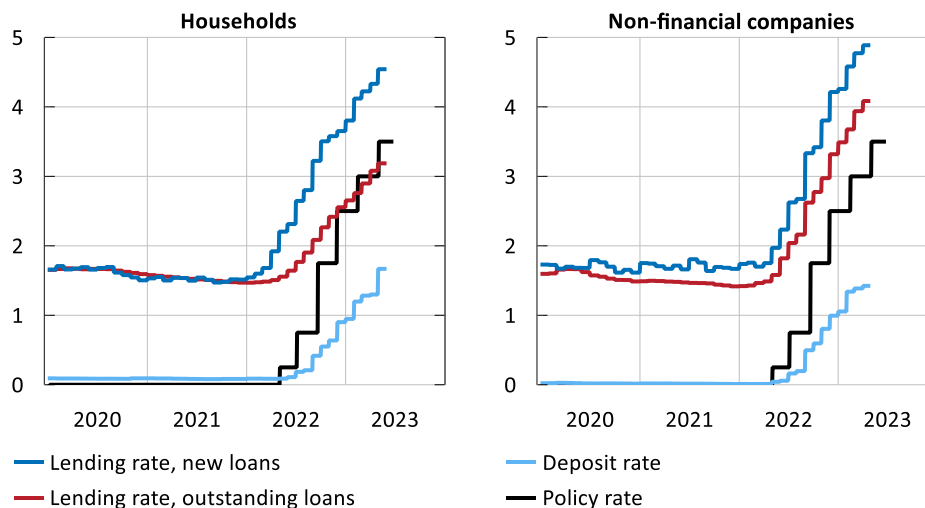 Households
Non-financial companies
5
4
3
2
1
0
2020 2021 2022 2023
5
4
3
2
1
0
2020 2021 2022 2023
Lending rate, new loans
Lending rate, outstanding loans
Deposit rate
Policy rate